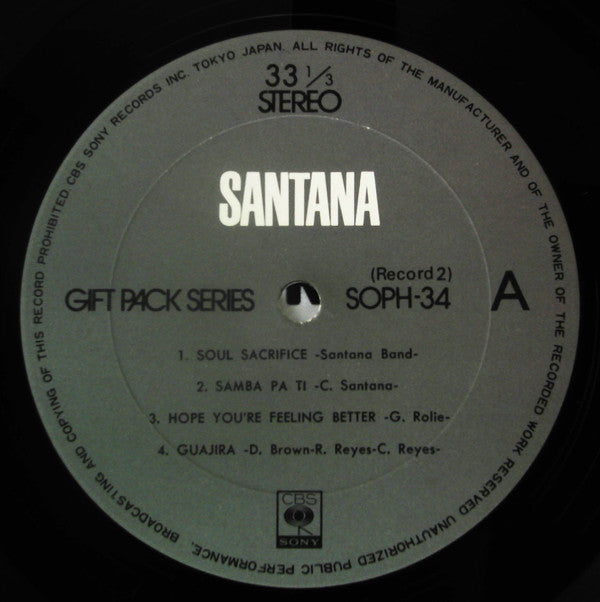 CBS SONY RECORDS INC. TOKYO JAPAN. ALL RIGHTS OF THE MANUFACTURER AND OF THE OWNER OF THE RECORDED WORK RESERVED UNAUTHORIZED PUBLIC PERFORMANCE, BROADCASTING AND COPYING OF THIS RECORD PROHIBITED.
33 1/3
STEREO
SANTANA
GIFT PACK SERIES
(Record 2)
SOPH-34
A
1. SOUL SACRIFICE -Santana Band-
2. SAMBA PA TI -C. Santana-
3. HOPE YOU'RE FEELING BETTER -G. Rolie-
4. GUAJIRA -D. Brown-R. Reyes-C. Reyes-
CBS
SONY